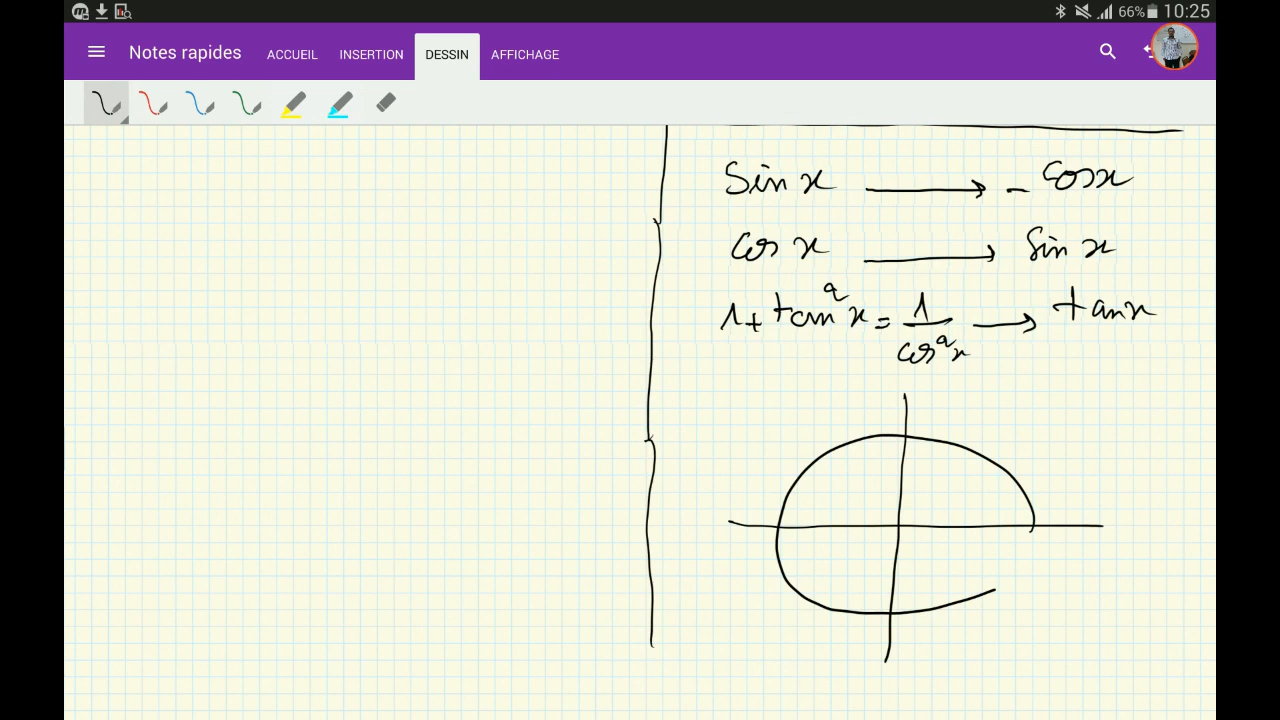 66% 10:25
Notes rapides ACCUEIL INSERTION DESSIN AFFICHAGE
Sin x → - cos x
cos x → Sin x
1 + tan² x = 1/cos² x → tan x